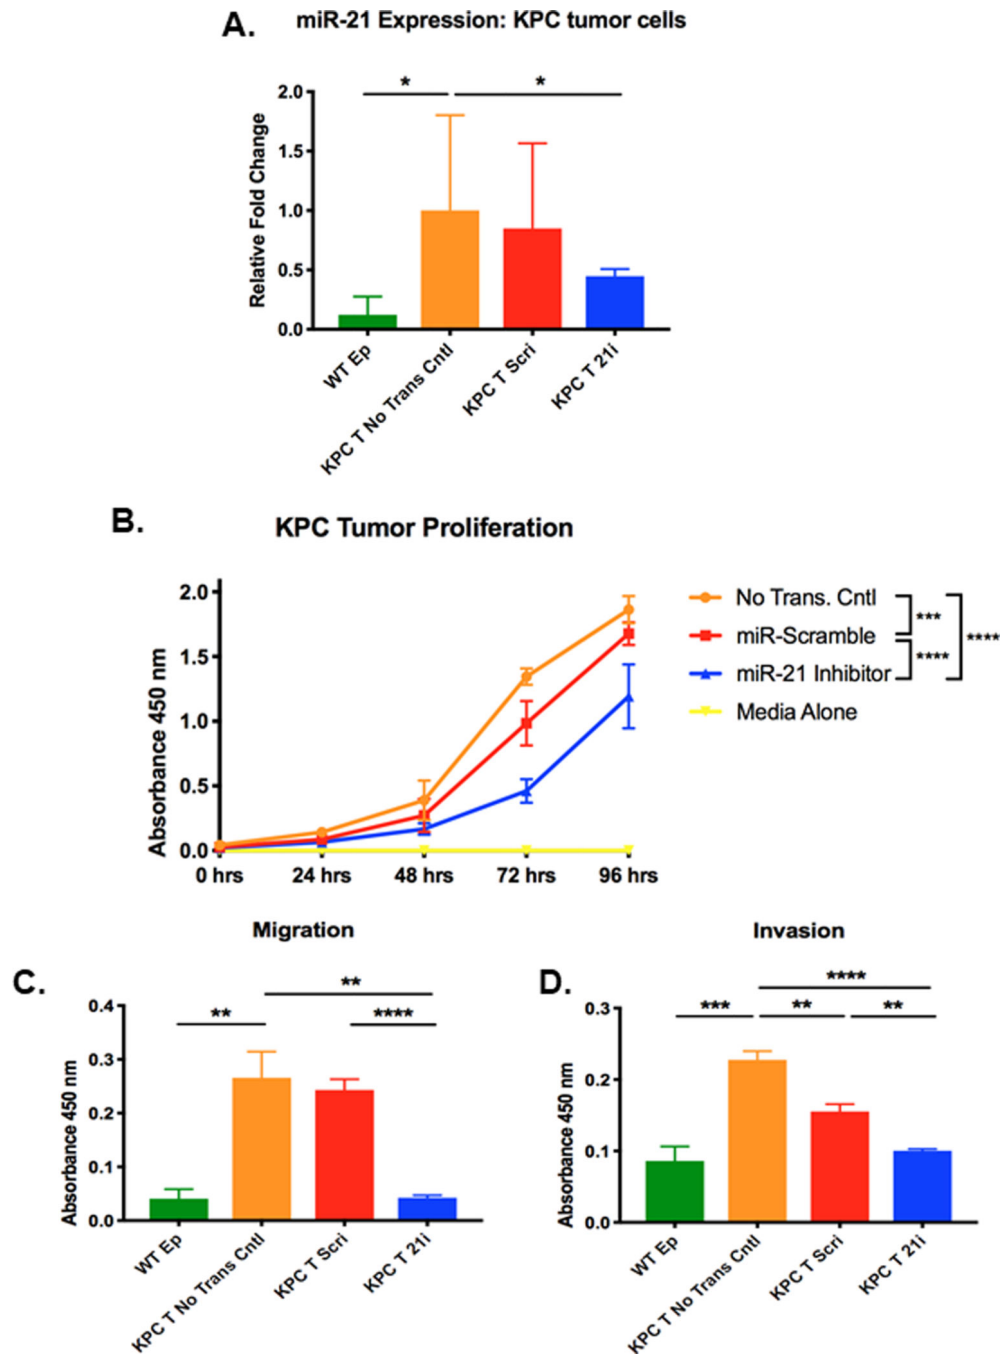 A.
miR-21 Expression: KPC tumor cells
Relative Fold Change
2.0
1.5
1.0
0.5
0.0
*
*
WT Ep
KPC T No Trans Cntl
KPC T Scri
KPC T 21i
B.
KPC Tumor Proliferation
Absorbance 450 nm
2.0
1.5
1.0
0.5
0.0
0 hrs
24 hrs
48 hrs
72 hrs
96 hrs
No Trans. Cntl
miR-Scramble
miR-21 Inhibitor
Media Alone
***
****
****
C.
Migration
Absorbance 450 nm
0.4
0.3
0.2
0.1
0.0
**
**
****
WT Ep
KPC T No Trans Cntl
KPC T Scri
KPC T 21i
D.
Invasion
Absorbance 450 nm
0.3
0.2
0.1
0.0
****
***
**
**
WT Ep
KPC T No Trans Cntl
KPC T Scri
KPC T 21i